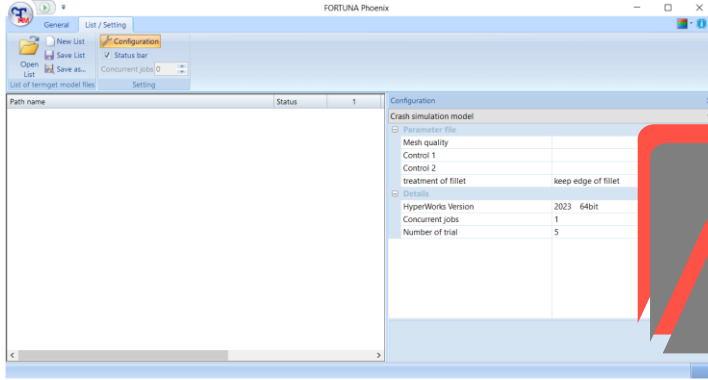 FORTUNA Phoenix
General List / Setting
Open List
New List
Save List
Save as...
List of termget model files
Configuration
Status bar
Concurrent jobs 0
Setting
Path name Status 1
Configuration
Crash simulation model
Parameter file
Mesh quality
Control 1
Control 2
treatment of fillet keep edge of fillet
Details
HyperWorks Version 2023 64bit
Concurrent jobs 1
Number of trial 5